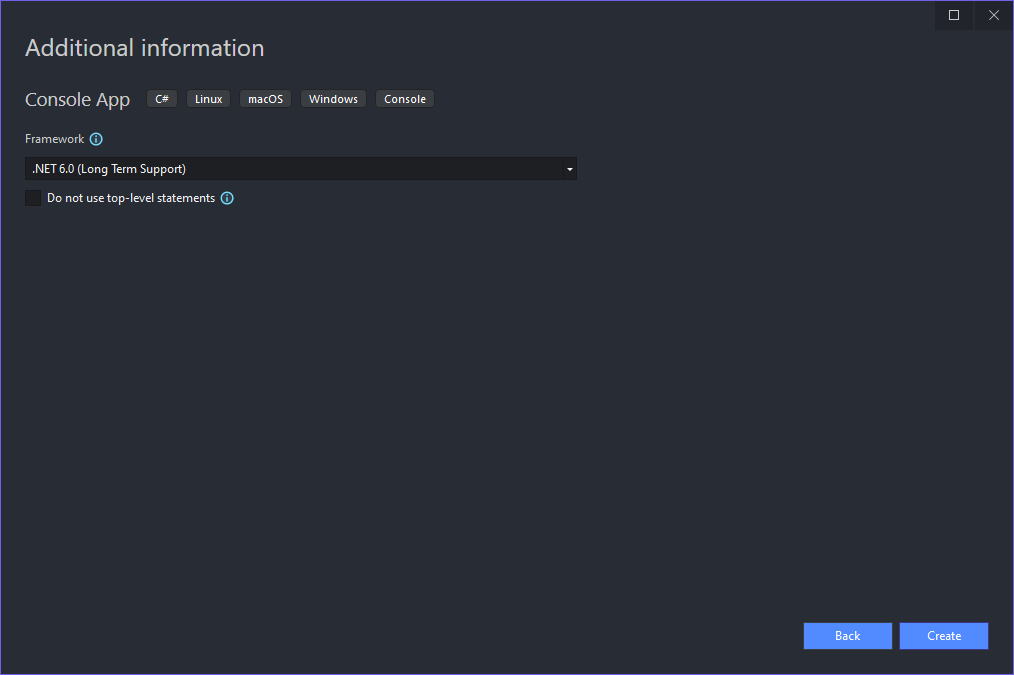 Additional information
Console App C# Linux macOS Windows Console
Framework
.NET 6.0 (Long Term Support)
Do not use top-level statements
Back Create